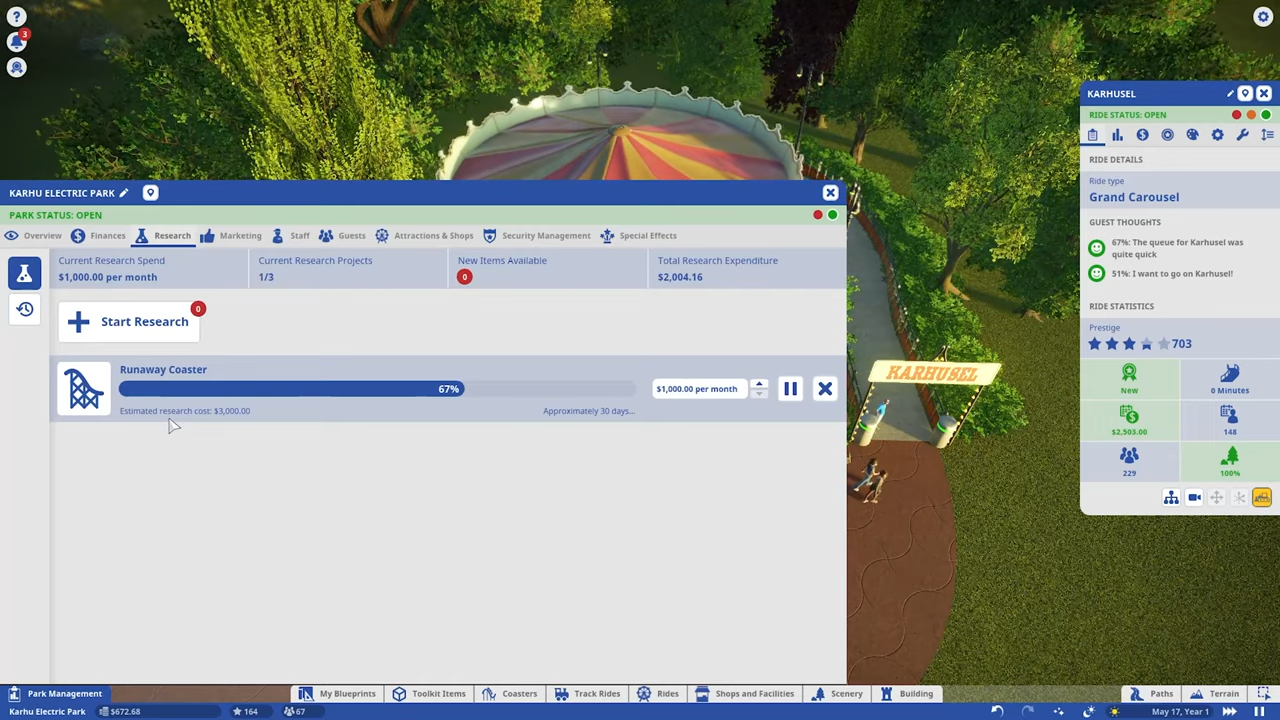 ?
3
KARHU ELECTRIC PARK
PARK STATUS: OPEN
Overview Finances Research Marketing Staff Guests Attractions & Shops Security Management Special Effects
Current Research Spend Current Research Projects New Items Available Total Research Expenditure
$1,000.00 per month 1/3 0 $2,004.16
Start Research 0
Runaway Coaster
67% $1,000.00 per month
Estimated research cost: $3,000.00 Approximately 30 days...
KARHUSEL
KARHUSEL
RIDE STATUS: OPEN
RIDE DETAILS
Ride type
Grand Carousel
GUEST THOUGHTS
67%: The queue for Karhusel was
quite quick
51%: I want to go on Karhusel!
RIDE STATISTICS
Prestige
703
New 0 Minutes
$2,503.00 148
229 100%
Park Management My Blueprints Toolkit Items Coasters Track Rides Rides Shops and Facilities Scenery Building Paths Terrain
Karhu Electric Park $672.68 164 67 May 17, Year 1